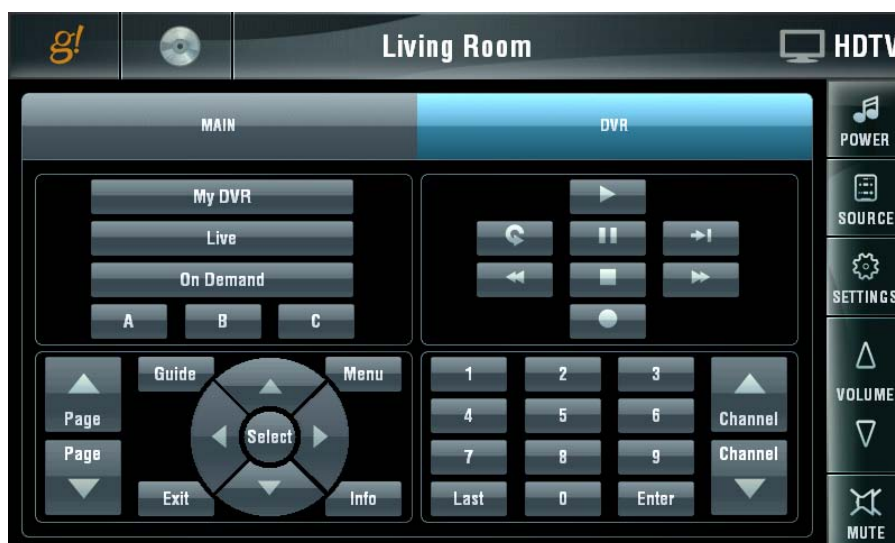 g!
Living Room
HDTV
MAIN
DVR
POWER
My DVR
Live
On Demand
A B C
SOURCE
SETTINGS
VOLUME
MUTE
Page
Page
Guide
Menu
Select
Exit
Info
1 2 3
4 5 6
7 8 9
Last 0 Enter
Channel
Channel